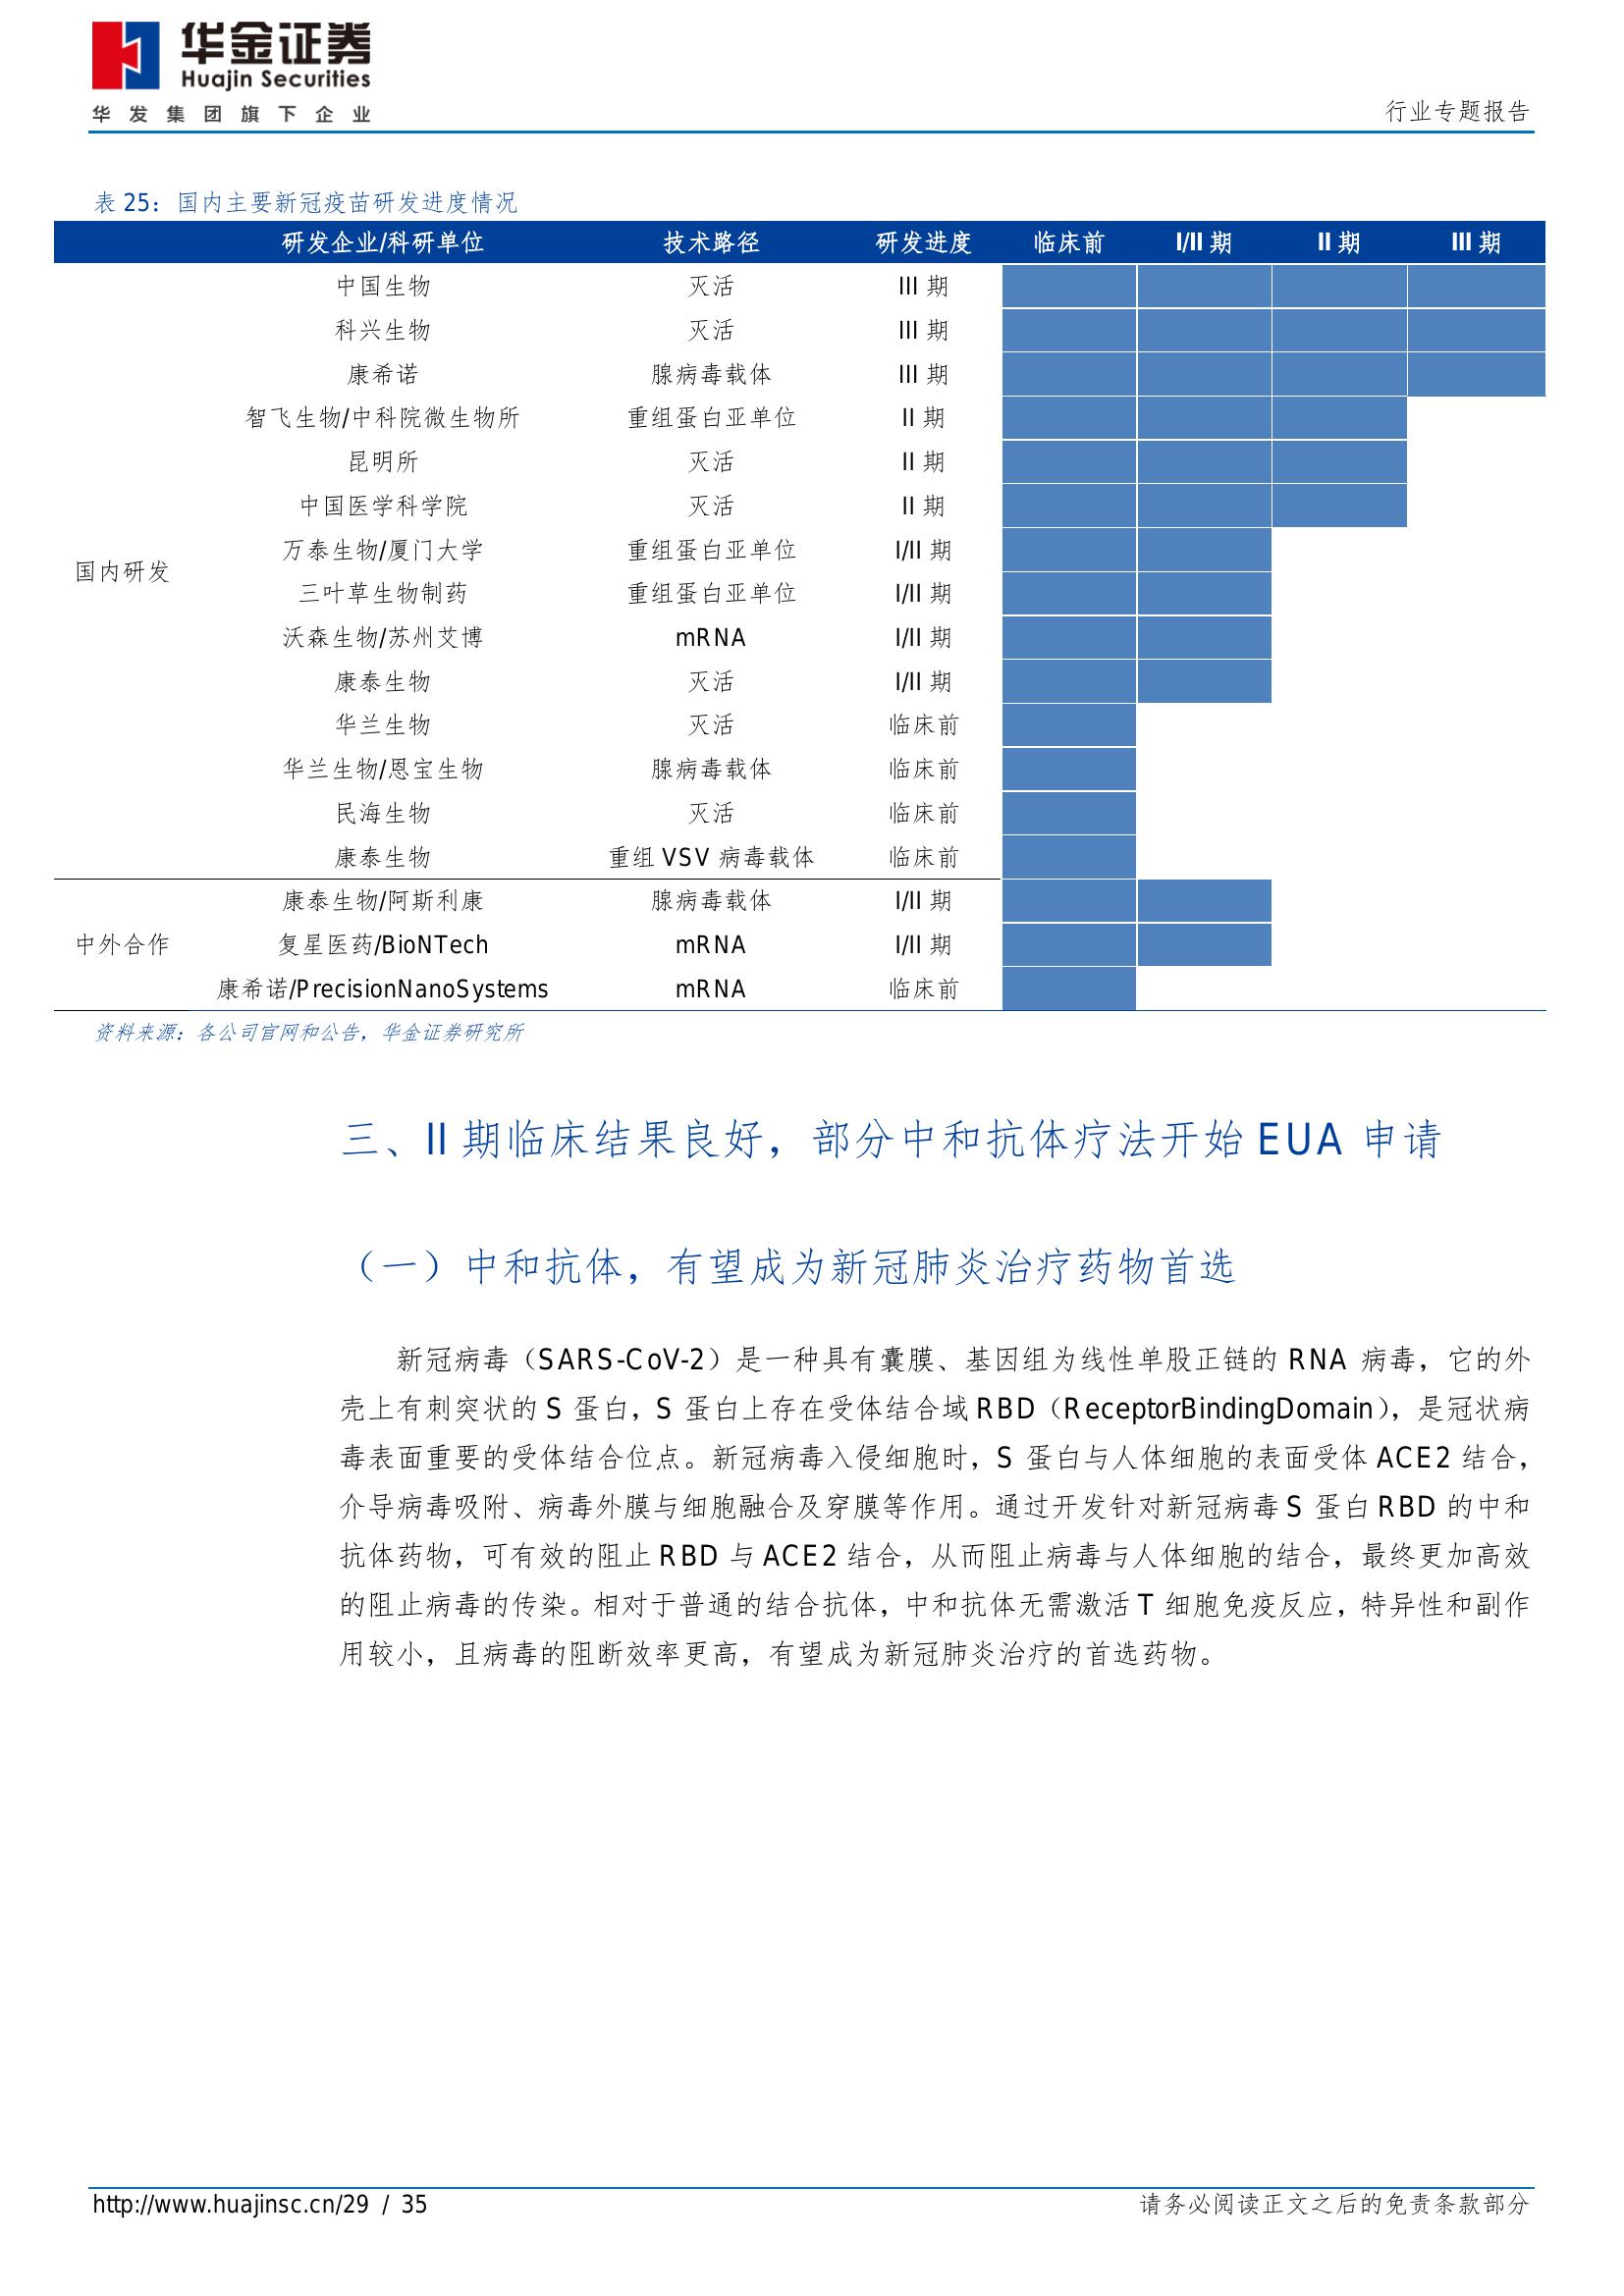 华金证券
Huajin Securities
华发集团旗下企业
行业专题报告
表 25：国内主要新冠疫苗研发进度情况
研发企业/科研单位 技术路径 研发进度 临床前 I/II 期 II 期 III 期
中国生物 灭活 III 期
科兴生物 灭活 III 期
康希诺 腺病毒载体 III 期
智飞生物/中科院微生物所 重组蛋白亚单位 II 期
昆明所 灭活 II 期
中国医学科学院 灭活 II 期
万泰生物/厦门大学 重组蛋白亚单位 I/II 期
国内研发
三叶草生物制药 重组蛋白亚单位 I/II 期
沃森生物/苏州艾博 mRNA I/II 期
康泰生物 灭活 I/II 期
华兰生物 灭活 临床前
华兰生物/恩宝生物 腺病毒载体 临床前
民海生物 灭活 临床前
康泰生物 重组 VSV 病毒载体 临床前
康泰生物/阿斯利康 腺病毒载体 I/II 期
中外合作 复星医药/BioNTech mRNA I/II 期
康希诺/PrecisionNanoSystems mRNA 临床前
资料来源：各公司官网和公告，华金证券研究所
三、II 期临床结果良好，部分中和抗体疗法开始 EUA 申请
（一）中和抗体，有望成为新冠肺炎治疗药物首选
新冠病毒（SARS-CoV-2）是一种具有囊膜、基因组为线性单股正链的 RNA 病毒，它的外
壳上有刺突状的 S 蛋白，S 蛋白上存在受体结合域 RBD（ReceptorBindingDomain），是冠状病
毒表面重要的受体结合位点。新冠病毒入侵细胞时，S 蛋白与人体细胞的表面受体 ACE2 结合，
介导病毒吸附、病毒外膜与细胞融合及穿膜等作用。通过开发针对新冠病毒 S 蛋白 RBD 的中和
抗体药物，可有效的阻止 RBD 与 ACE2 结合，从而阻止病毒与人体细胞的结合，最终更加高效
的阻止病毒的传染。相对于普通的结合抗体，中和抗体无需激活 T 细胞免疫反应，特异性和副作
用较小，且病毒的阻断效率更高，有望成为新冠肺炎治疗的首选药物。
http://www.huajinsc.cn/29 / 35
请务必阅读正文之后的免责条款部分